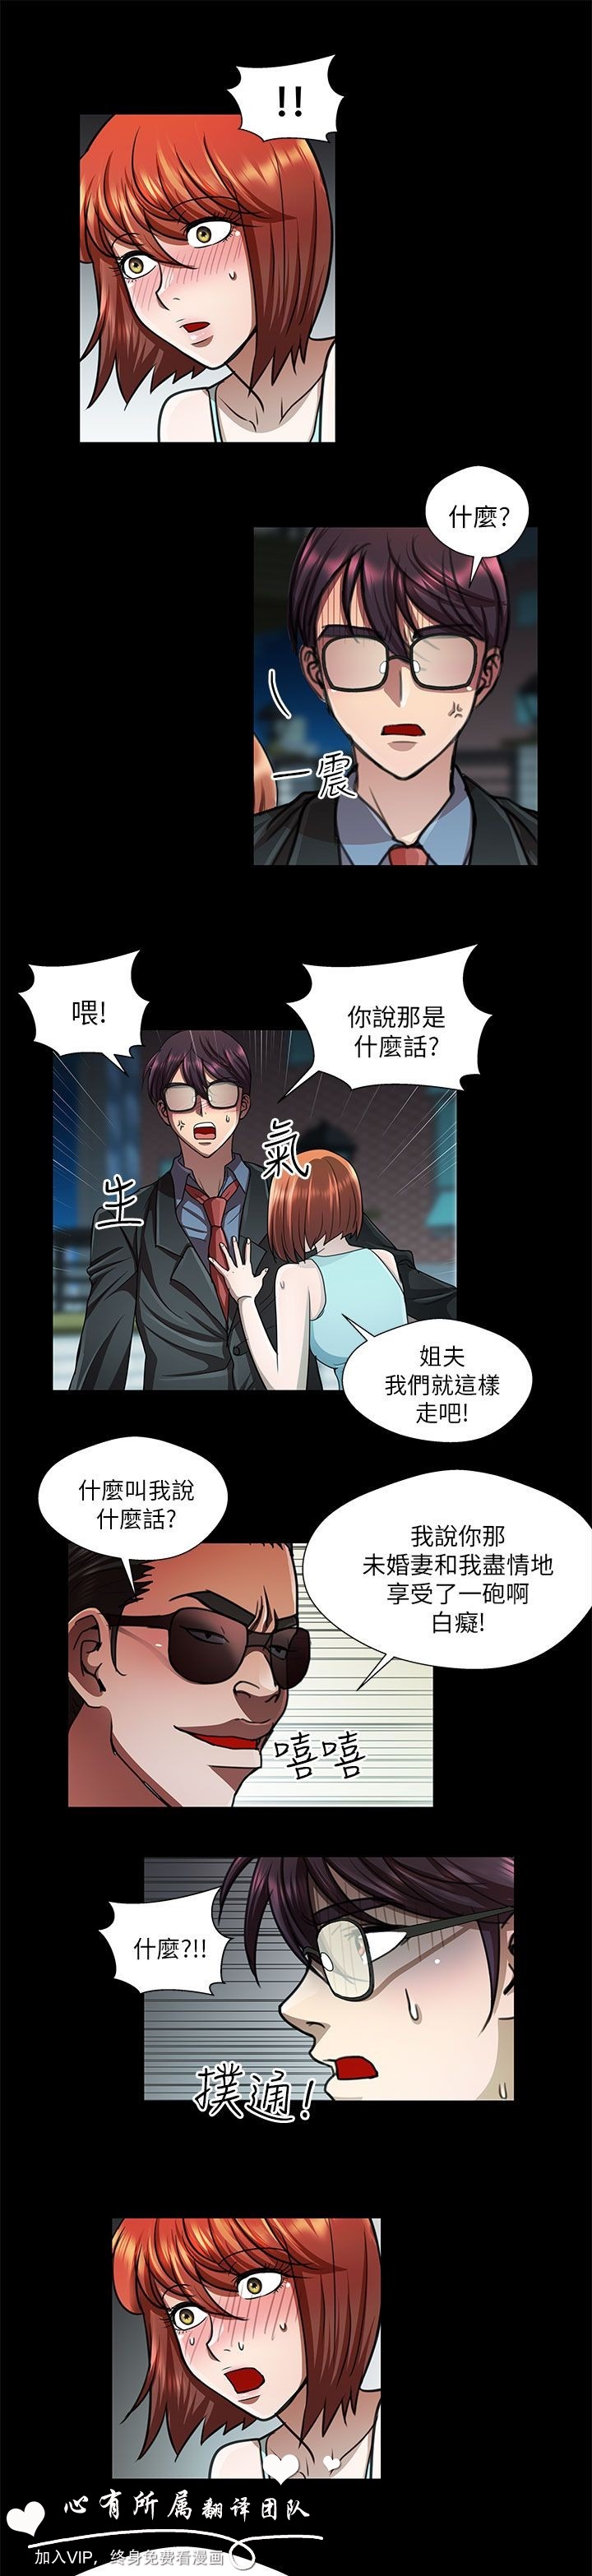 !!
什麼?
一震
喂!
你說那是
什麼話?
生
氣
姐夫
我們就這樣
走吧!
什麼叫我說
什麼話?
我說你那
未婚妻和我盡情地
享受了一砲啊
白癡!
嘻嘻
什麼?!!
撲通!
心有所属翻译团队
加入VIP，终身免费看漫画